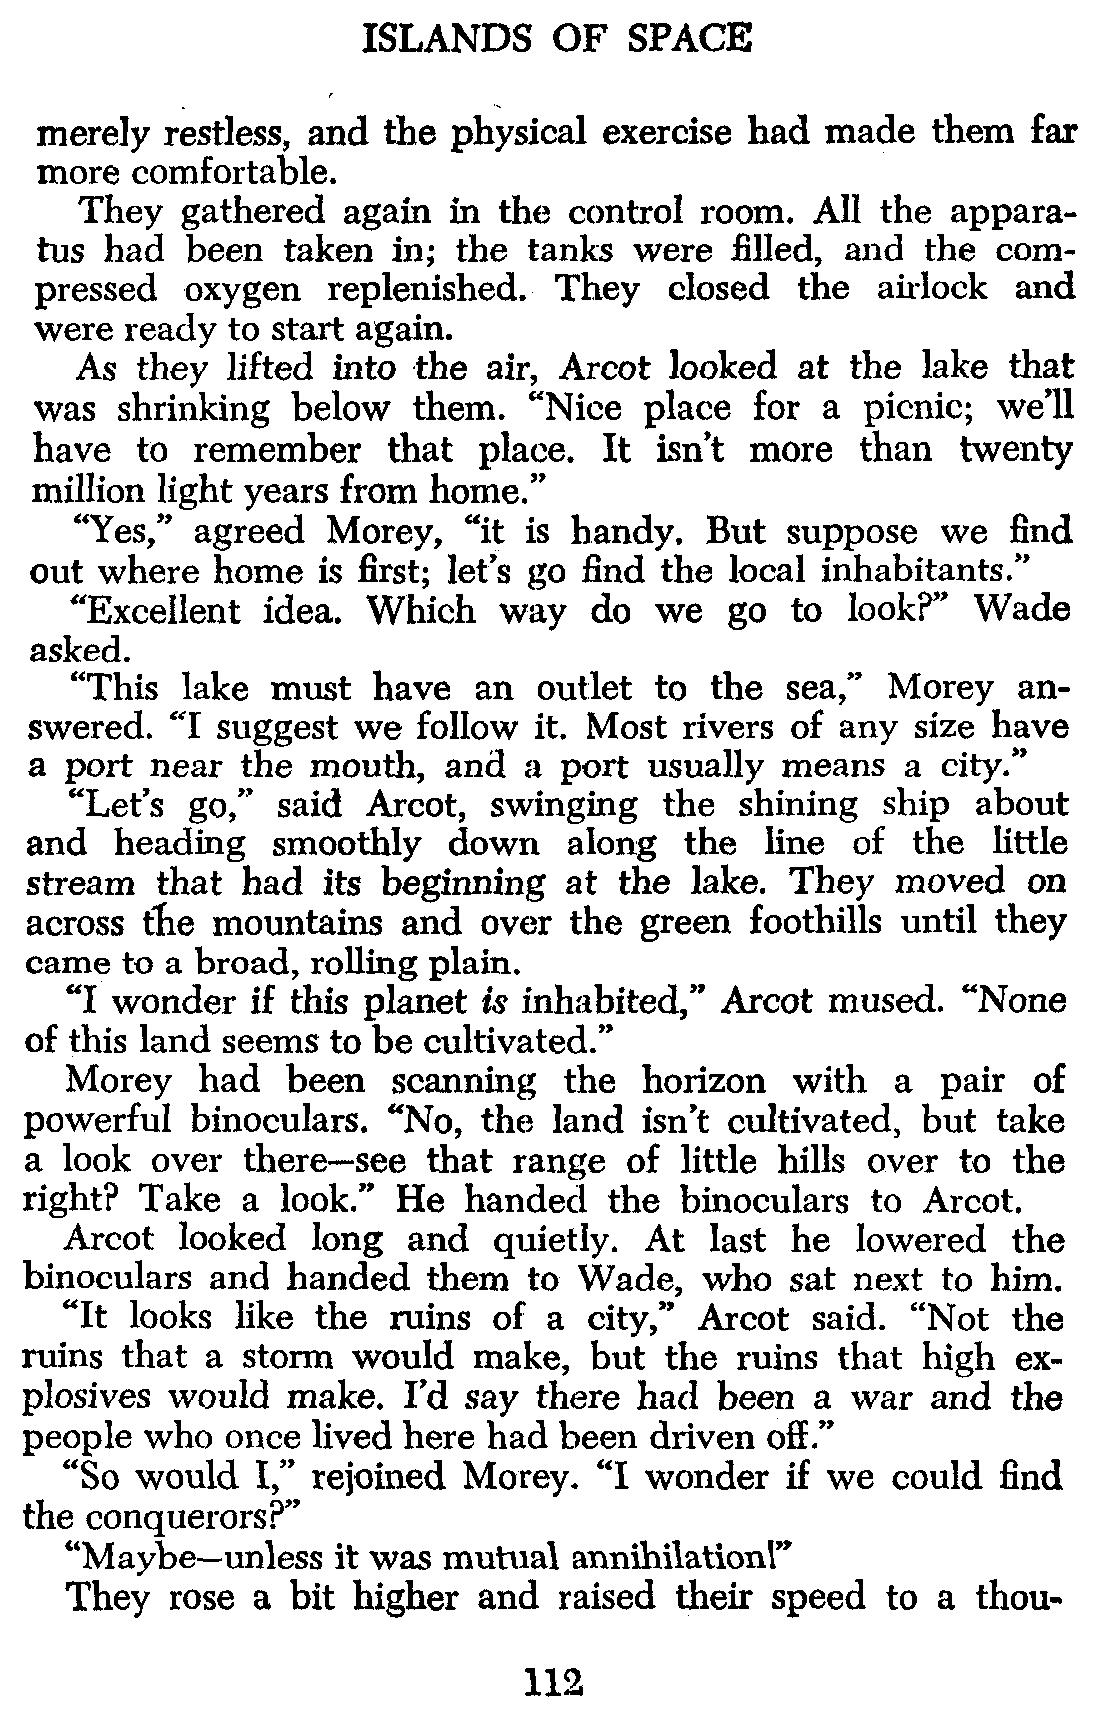 ISLANDS OF SPACE
merely restless, and the physical exercise had made them far
more comfortable.
They gathered again in the control room. All the appara-
tus had been taken in; the tanks were filled, and the com-
pressed oxygen replenished. They closed the airlock and
were ready to start again.
As they lifted into the air, Arcot looked at the lake that
was shrinking below them. “Nice place for a picnic; we’ll
have to remember that place. It isn’t more than twenty
million light years from home.”
“Yes,” agreed Morey, “it is handy. But suppose we find
out where home is first; let’s go find the local inhabitants.”
“Excellent idea. Which way do we go to look?” Wade
asked.
“This lake must have an outlet to the sea,” Morey an-
swered. “I suggest we follow it. Most rivers of any size have
a port near the mouth, and a port usually means a city.”
“Let’s go,” said Arcot, swinging the shining ship about
and heading smoothly down along the line of the little
stream that had its beginning at the lake. They moved on
across the mountains and over the green foothills until they
came to a broad, rolling plain.
“I wonder if this planet is inhabited,” Arcot mused. “None
of this land seems to be cultivated.”
Morey had been scanning the horizon with a pair of
powerful binoculars. “No, the land isn’t cultivated, but take
a look over there—see that range of little hills over to the
right? Take a look.” He handed the binoculars to Arcot.
Arcot looked long and quietly. At last he lowered the
binoculars and handed them to Wade, who sat next to him.
“It looks like the ruins of a city,” Arcot said. “Not the
ruins that a storm would make, but the ruins that high ex-
plosives would make. I’d say there had been a war and the
people who once lived here had been driven off.”
“So would I,” rejoined Morey. “I wonder if we could find
the conquerors?”
“Maybe—unless it was mutual annihilation!”
They rose a bit higher and raised their speed to a thou-
112